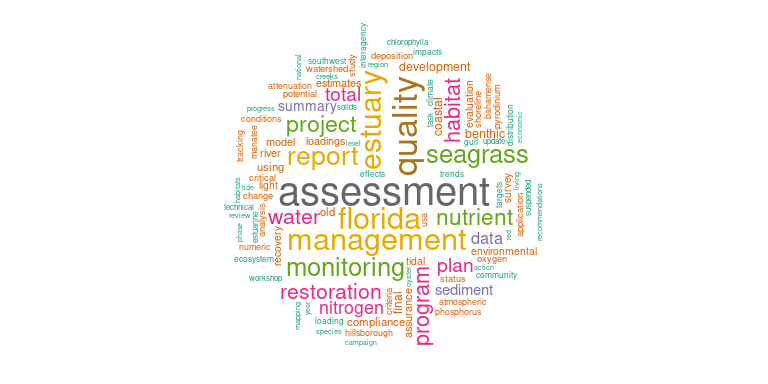 chlorophylla
interagency
southwest
deposition
impacts
national
watershed
study
region
development
creeks
attenuation
estimates
estuary
quality
habitat
climate
evaluation
bahamense
potential
total
coastal
shoreline
pyrodinium
progress
summary
solids
task
distribution
conditions
project
benthic
economic
tracking
manatee
model
loadings
level
gulf
update
river
report
seagrass
using
effects
trends
critical
light
assessment
targets
survey
living
suspended
habitats
tide
change
technical
water
old
florida
usa
nutrient
application
recommendations
review
analysis
estuarine
phase
management
data
red
numeric
recovery
environmental
ecosystem
monitoring
tidal
plan
oxygen
action
workshop
oyster
program
status
community
restoration
criteria
final
assurance
sediment
mapping
year
nitrogen
atmospheric
loading
compliance
phosphorus
species
hillsborough
campaign